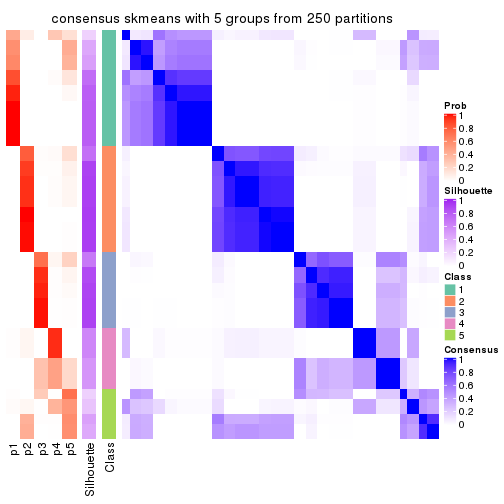 consensus skmeans with 5 groups from 250 partitions
Prob
1
0.8
0.6
0.4
0.2
0
Silhouette
1
0.8
0.6
0.4
0.2
0
Class
1
2
3
4
5
Consensus
1
0.8
0.6
0.4
0.2
0
p1
p2
p3
p4
p5
Silhouette
Class